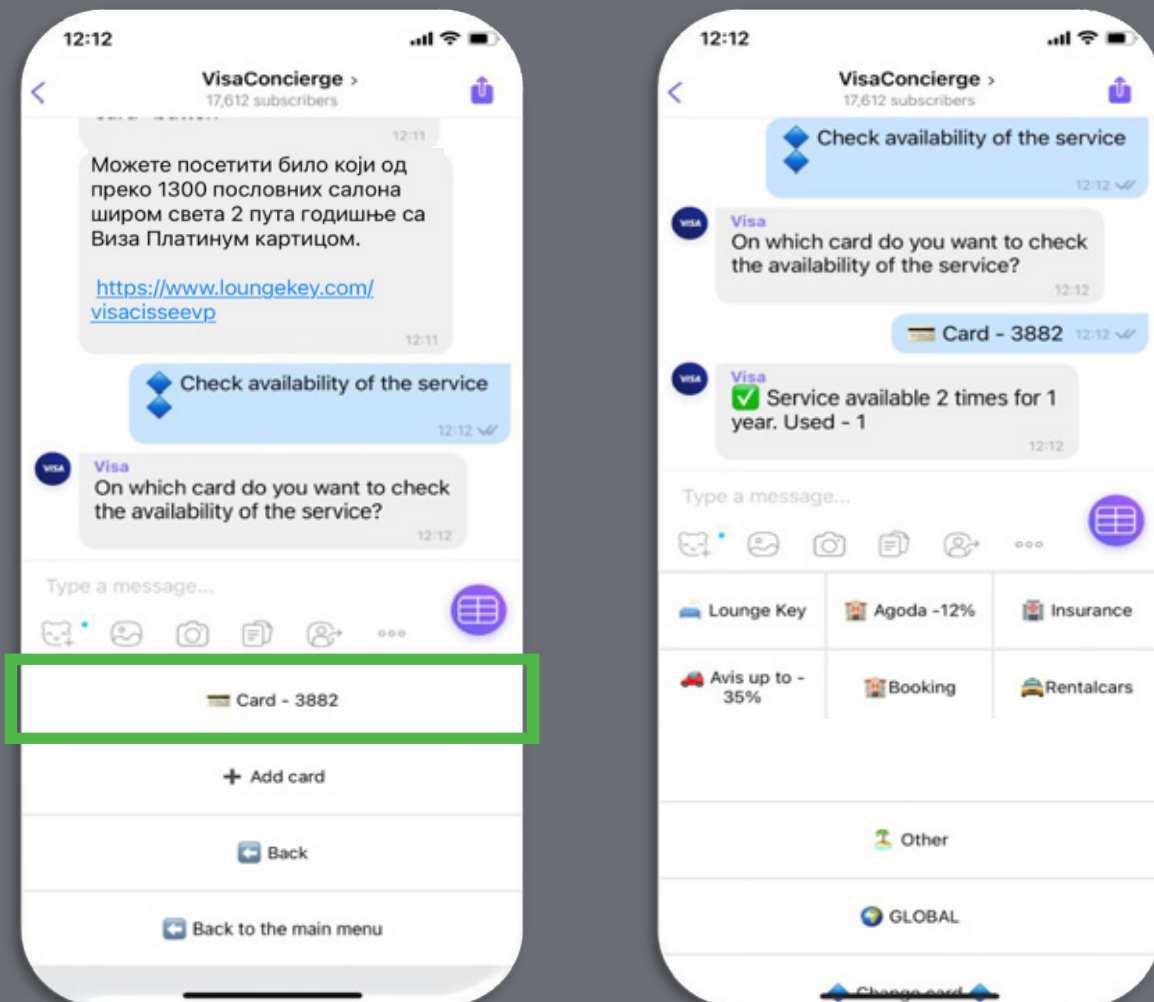 12:12
VisaConcierge >
17,612 subscribers
12:11
Можете посетити било који од
преко 1300 пословних салона
широм света 2 пута годишње са
Виза Платинум картицом.
https://www.loungekey.com/
visacisseevp
12:11
Check availability of the service
12:12
VISA
Visa
On which card do you want to check
the availability of the service?
12:12
Type a message...
Card - 3882
+ Add card
Back
Back to the main menu
12:12
VisaConcierge >
17,612 subscribers
Check availability of the service
12:12
VISA
Visa
On which card do you want to check
the availability of the service?
12:12
Card - 3882 12:12
VISA
Visa
Service available 2 times for 1
year. Used - 1
12:12
Type a message...
Lounge Key
Agoda -12%
Insurance
Avis up to -
35%
Booking
Rentalcars
Other
GLOBAL
Change card